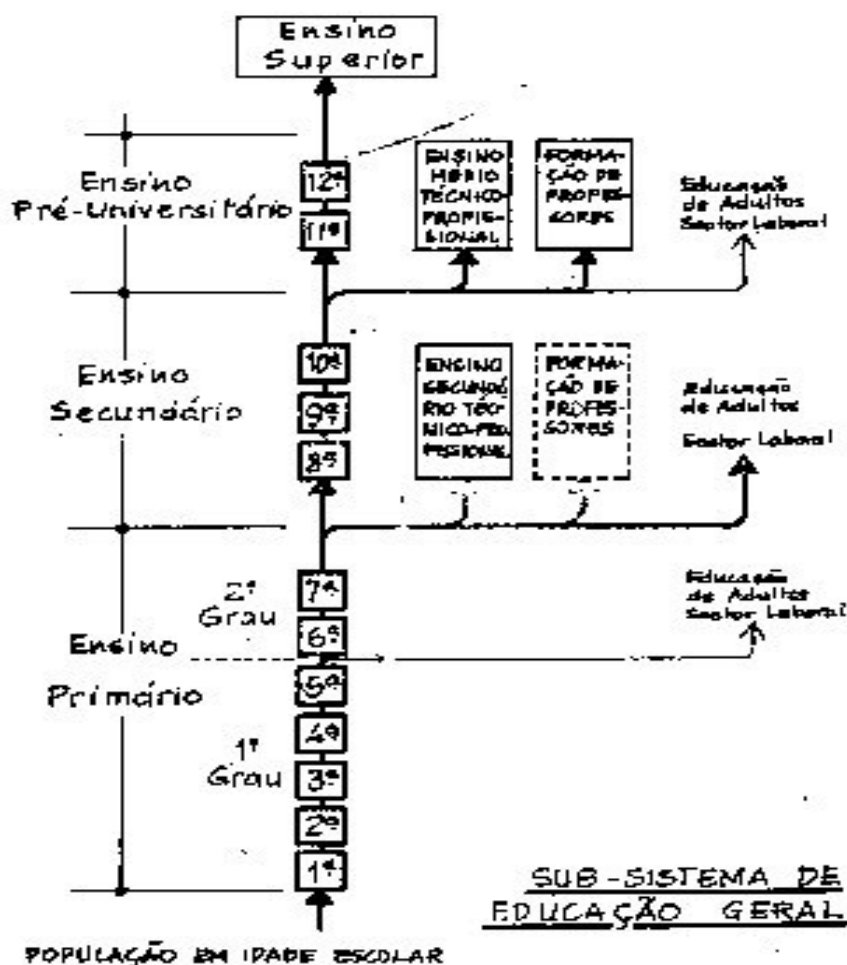 Ensino
Superior
Ensino
Pré-Universitário
12ª
11ª
ENSINO
MÉDIO
TÉCNICO-
PROFIS-
SIONAL
FORMA-
ÇÃO DE
PROFES-
SORES
Educação
de Adultos
Sector Laboral
Ensino
Secundário
10ª
9ª
8ª
ENSINO
SECUNDÁ-
RIO TÉC-
NICO-PRO-
FISSIONAL
FORMA-
ÇÃO DE
PROFES-
SORES
Educação
de Adultos
Sector Laboral
2º
Grau
7ª
6ª
Educação
de Adultos
Sector Laboral
Ensino
Primário
5ª
4ª
1º
Grau
3ª
2ª
1ª
SUB-SISTEMA DE
EDUCAÇÃO GERAL
POPULAÇÃO EM IDADE ESCOLAR